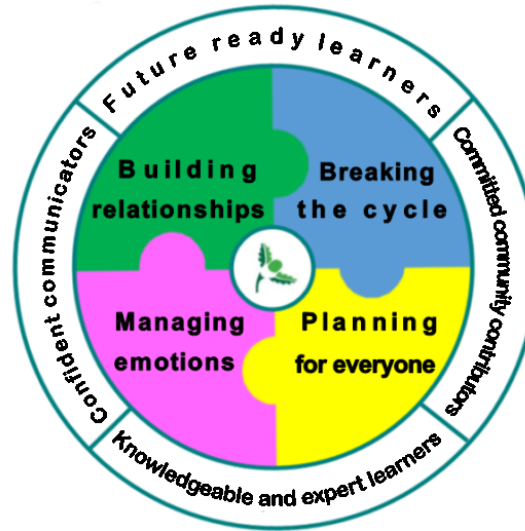 Future ready learners
Building
relationships
Breaking
the cycle
Managing
emotions
Planning
for everyone
Confident communicators
Committed community contributors
Knowledgeable and expert learners